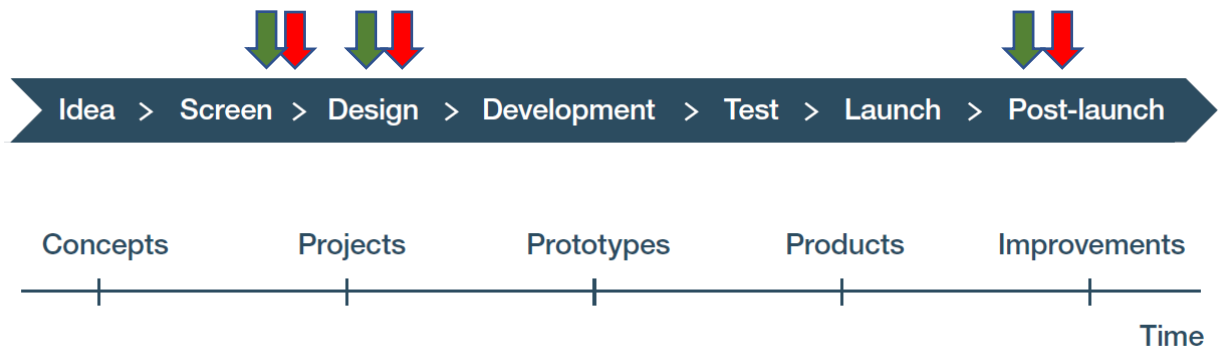 Idea > Screen > Design > Development > Test > Launch > Post-launch
Concepts Projects Prototypes Products Improvements
Time